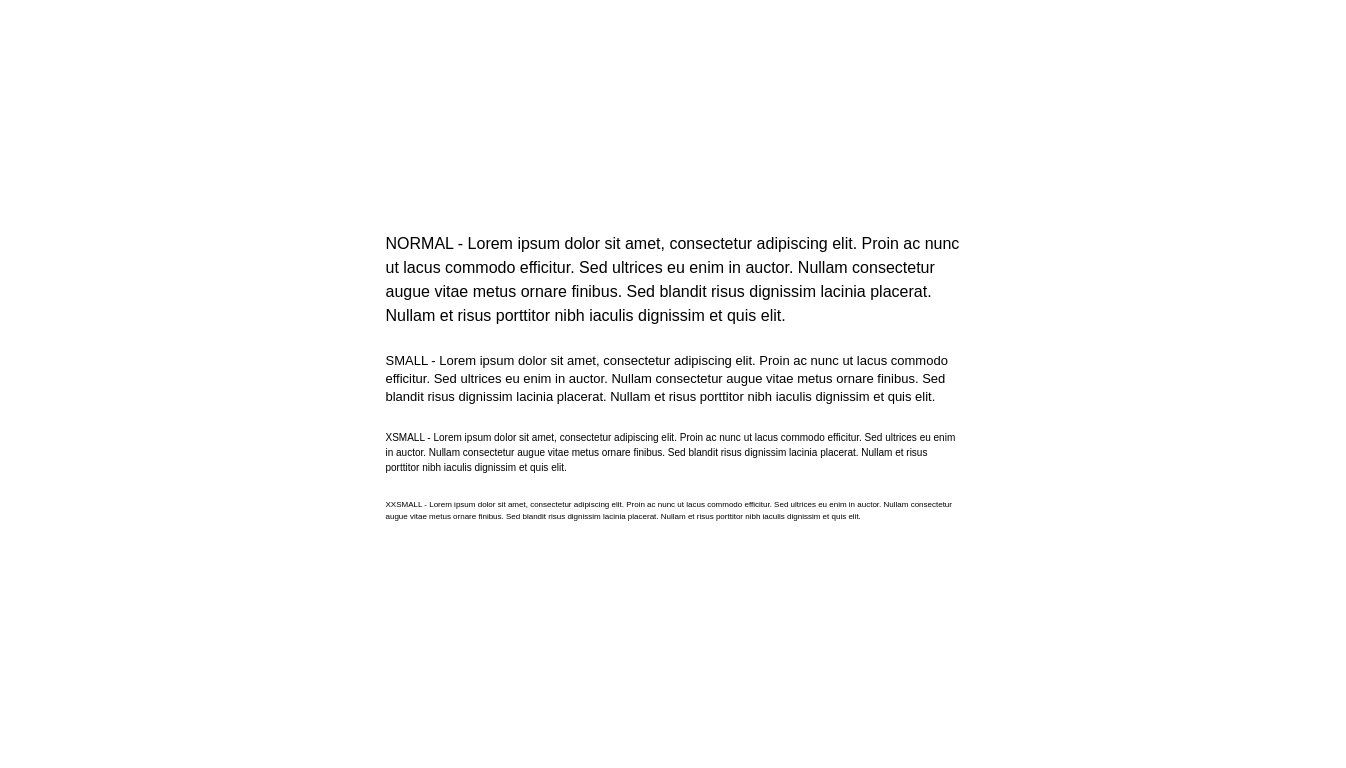 NORMAL - Lorem ipsum dolor sit amet, consectetur adipiscing elit. Proin ac nunc
ut lacus commodo efficitur. Sed ultrices eu enim in auctor. Nullam consectetur
augue vitae metus ornare finibus. Sed blandit risus dignissim lacinia placerat.
Nullam et risus porttitor nibh iaculis dignissim et quis elit.
SMALL - Lorem ipsum dolor sit amet, consectetur adipiscing elit. Proin ac nunc ut lacus commodo
efficitur. Sed ultrices eu enim in auctor. Nullam consectetur augue vitae metus ornare finibus. Sed
blandit risus dignissim lacinia placerat. Nullam et risus porttitor nibh iaculis dignissim et quis elit.
XSMALL - Lorem ipsum dolor sit amet, consectetur adipiscing elit. Proin ac nunc ut lacus commodo efficitur. Sed ultrices eu enim
in auctor. Nullam consectetur augue vitae metus ornare finibus. Sed blandit risus dignissim lacinia placerat. Nullam et risus
porttitor nibh iaculis dignissim et quis elit.
XXSMALL - Lorem ipsum dolor sit amet, consectetur adipiscing elit. Proin ac nunc ut lacus commodo efficitur. Sed ultrices eu enim in auctor. Nullam consectetur
augue vitae metus ornare finibus. Sed blandit risus dignissim lacinia placerat. Nullam et risus porttitor nibh iaculis dignissim et quis elit.